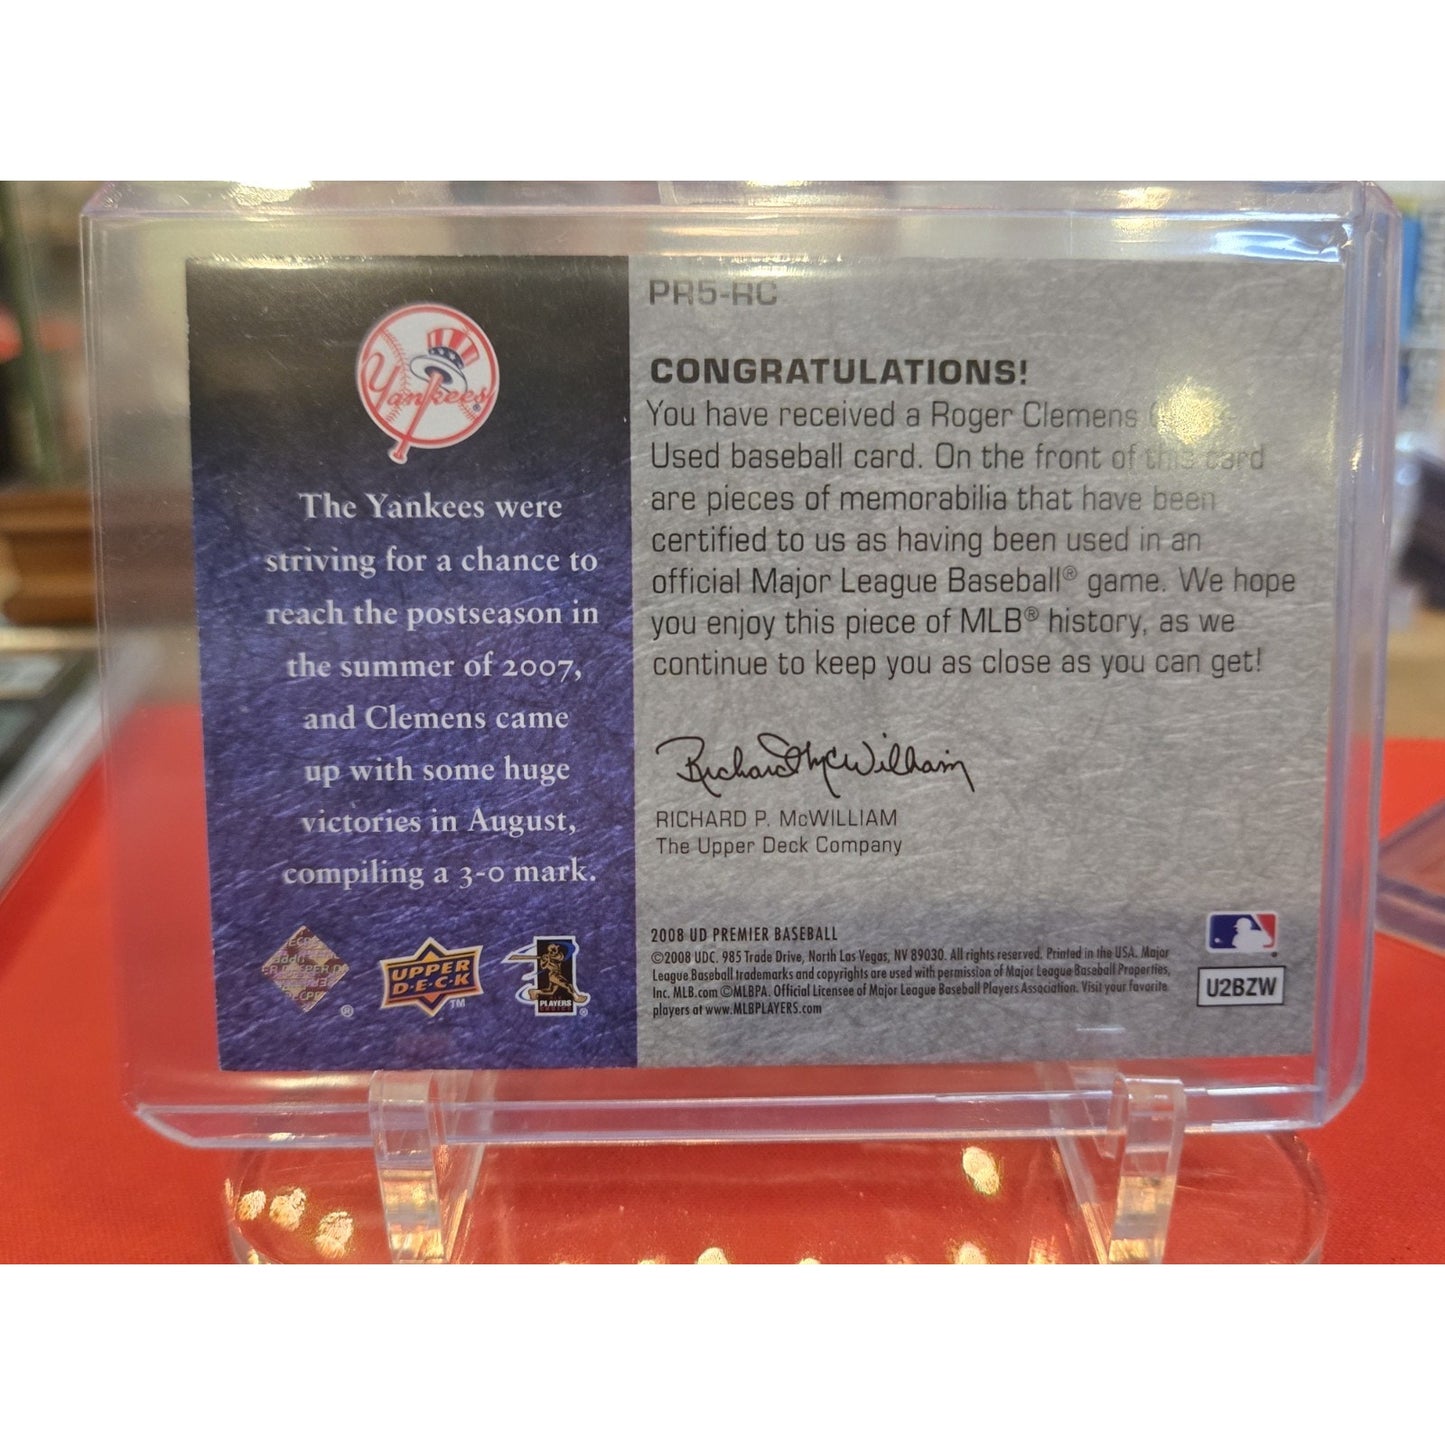 Yankees
The Yankees were
striving for a chance to
reach the postseason in
the summer of 2007,
and Clemens came
up with some huge
victories in August,
compiling a 3-0 mark.
UPPER
DECK
TM
PLAYERS
CHOICE
PR5-RC
CONGRATULATIONS!
You have received a Roger Clemens
Used baseball card. On the front of this card
are pieces of memorabilia that have been
certified to us as having been used in an
official Major League Baseball® game. We hope
you enjoy this piece of MLB® history, as we
continue to keep you as close as you can get!
Richard McWilliam
RICHARD P. McWILLIAM
The Upper Deck Company
2008 UD PREMIER BASEBALL
©2008 UDC. 985 Trade Drive, North Las Vegas, NV 89030. All rights reserved. Printed in the USA. Major
League Baseball trademarks and copyrights are used with permission of Major League Baseball Properties,
Inc. MLB.com ©MLBPA. Official Licensee of Major League Baseball Players Association. Visit your favorite
players at www.MLBPLAYERS.com
U2BZW